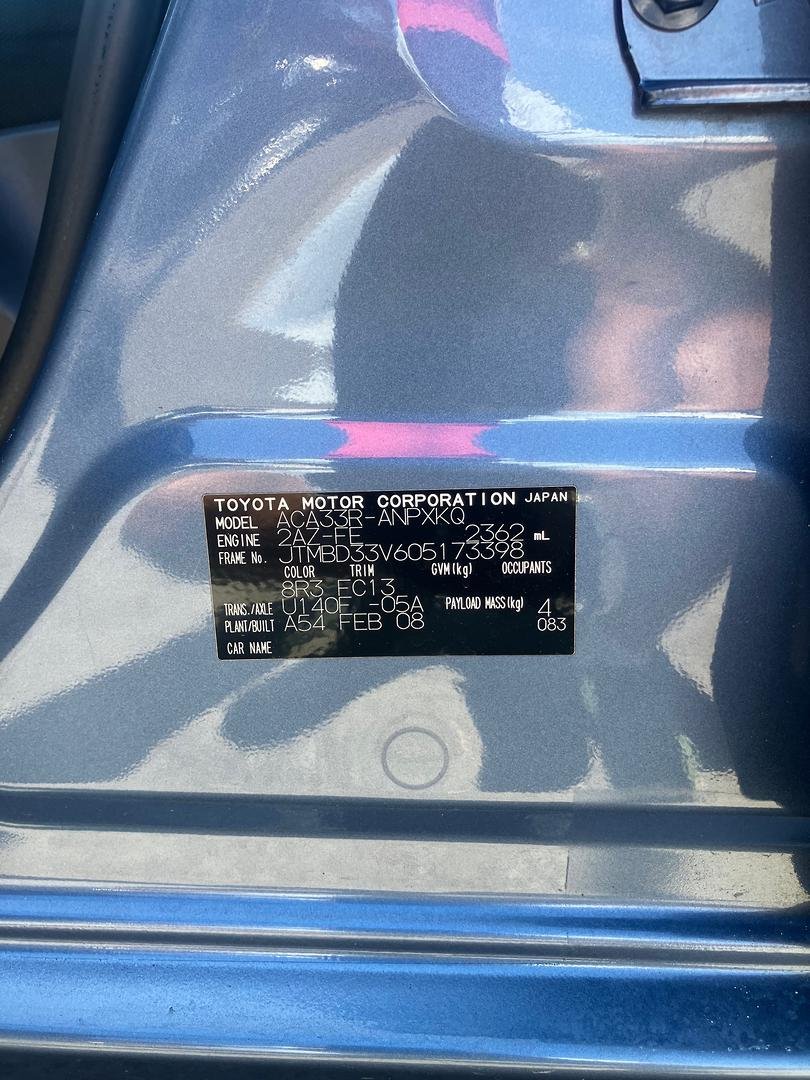 TOYOTA MOTOR CORPORATION JAPAN
MODEL ACA33R-ANPXKQ
ENGINE 2AZ-FE 2362 mL
FRAME No. JTMBD33V605173398
COLOR TRIM GVM(kg) OCCUPANTS
8R3 FC13
TRANS./AXLE U140F -05A PAYLOAD MASS(kg) 4
PLANT/BUILT A54 FEB 08 083
CAR NAME